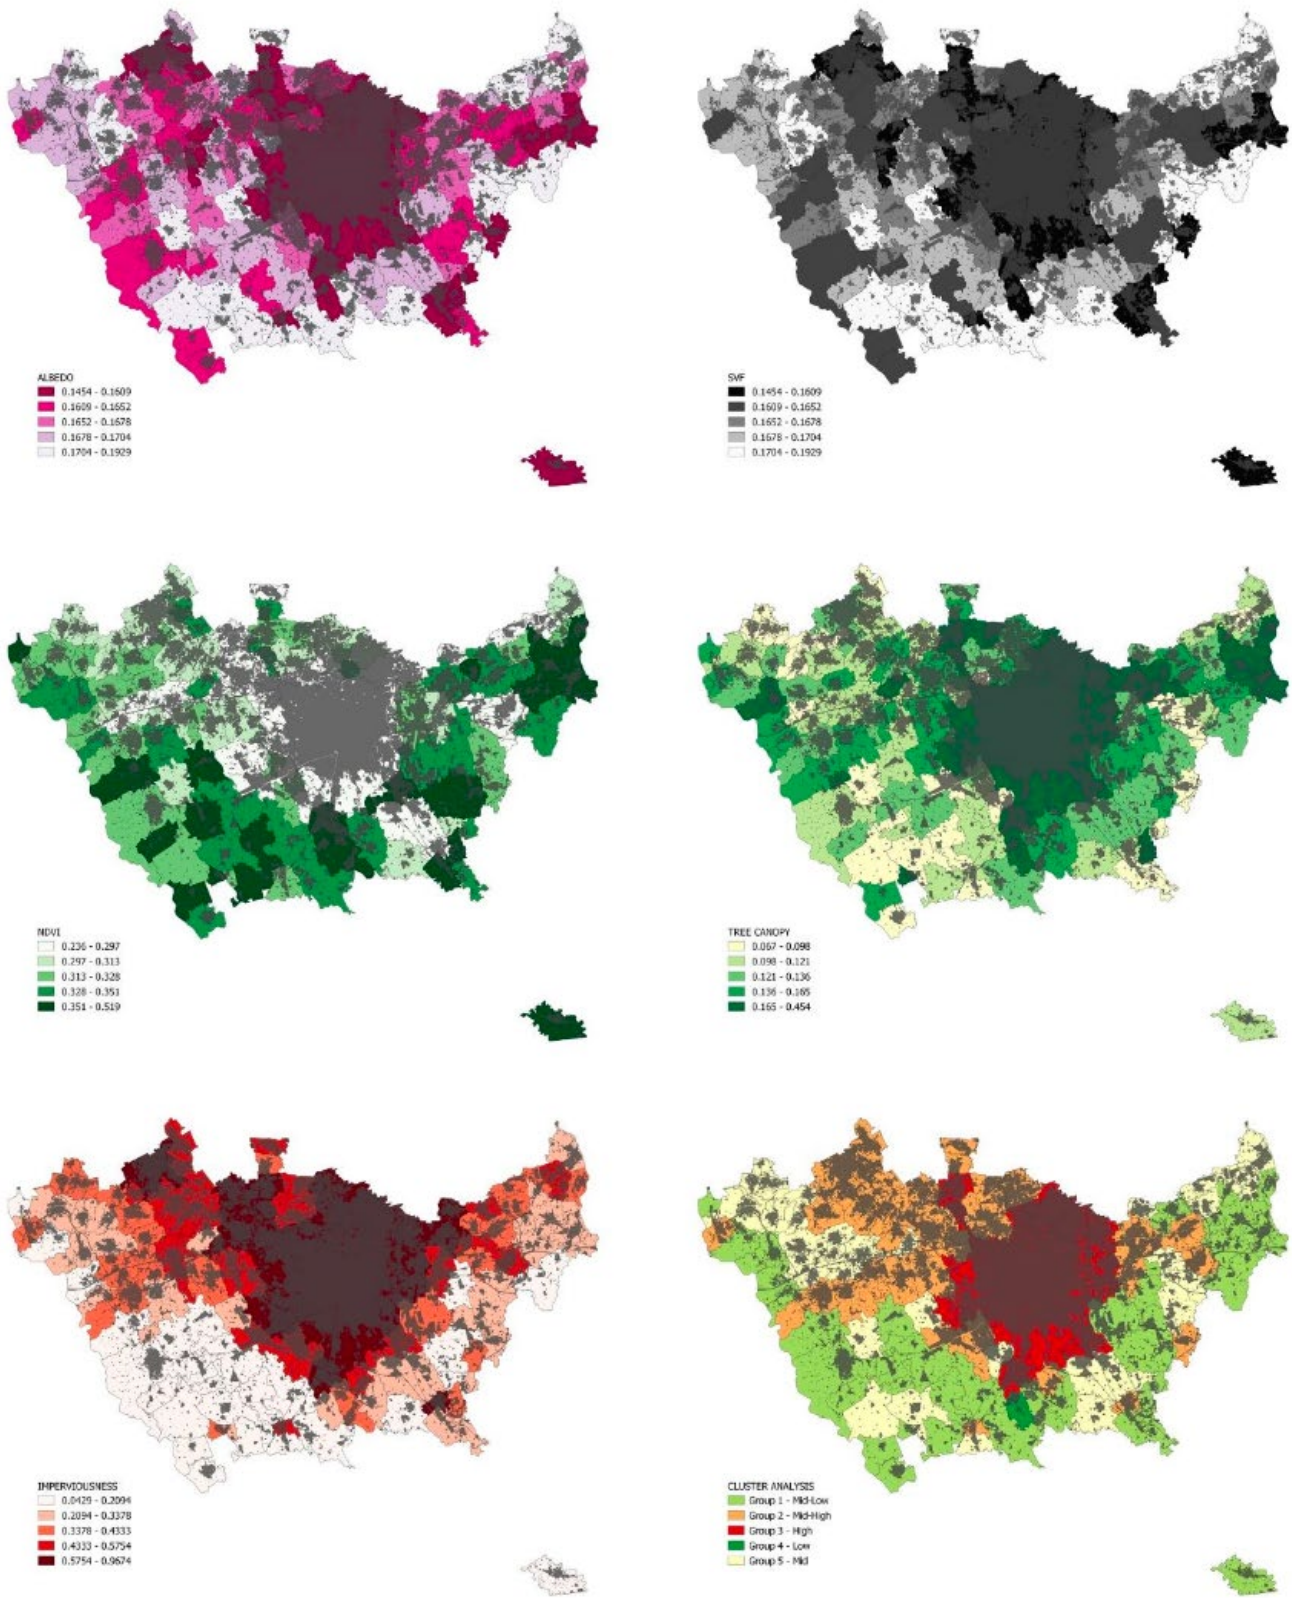 ALBEDO
0.1454 - 0.1609
0.1609 - 0.1652
0.1652 - 0.1678
0.1678 - 0.1704
0.1704 - 0.1929
SVF
0.1454 - 0.1609
0.1609 - 0.1652
0.1652 - 0.1678
0.1678 - 0.1704
0.1704 - 0.1929
NDVI
0.236 - 0.297
0.297 - 0.313
0.313 - 0.328
0.328 - 0.351
0.351 - 0.519
TREE CANOPY
0.067 - 0.098
0.098 - 0.121
0.121 - 0.136
0.136 - 0.165
0.165 - 0.454
IMPERVIOUSNESS
0.0429 - 0.2094
0.2094 - 0.3378
0.3378 - 0.4333
0.4333 - 0.5754
0.5754 - 0.9674
CLUSTER ANALYSIS
Group 1 - Mid-Low
Group 2 - Mid-High
Group 3 - High
Group 4 - Low
Group 5 - Mid